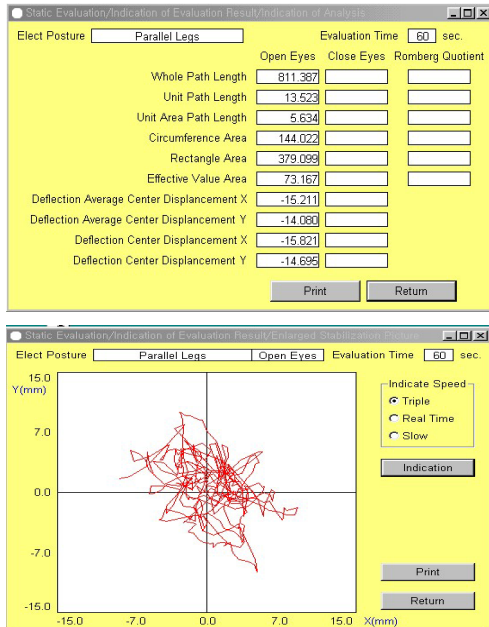 Static Evaluation/Indication of Evaluation Result/Indication of Analysis
Elect Posture Parallel Legs Evaluation Time 60 sec.
Open Eyes Close Eyes Romberg Quotient
Whole Path Length 811.387
Unit Path Length 13.523
Unit Area Path Length 5.634
Circumference Area 144.022
Rectangle Area 379.099
Effective Value Area 73.167
Deflection Average Center Displancement X -15.211
Deflection Average Center Displancement Y -14.080
Deflection Center Displancement X -15.821
Deflection Center Displancement Y -14.695
Print Return
Static Evaluation/Indication of Evaluation Result/Enlarged Stabilization Picture
Elect Posture Parallel Legs Open Eyes Evaluation Time 60 sec.
15.0
Y(mm)
7.0
0.0
-7.0
-15.0
-15.0 -7.0 0.0 7.0 15.0 X(mm)
Indicate Speed
Triple
Real Time
Slow
Indication
Print
Return